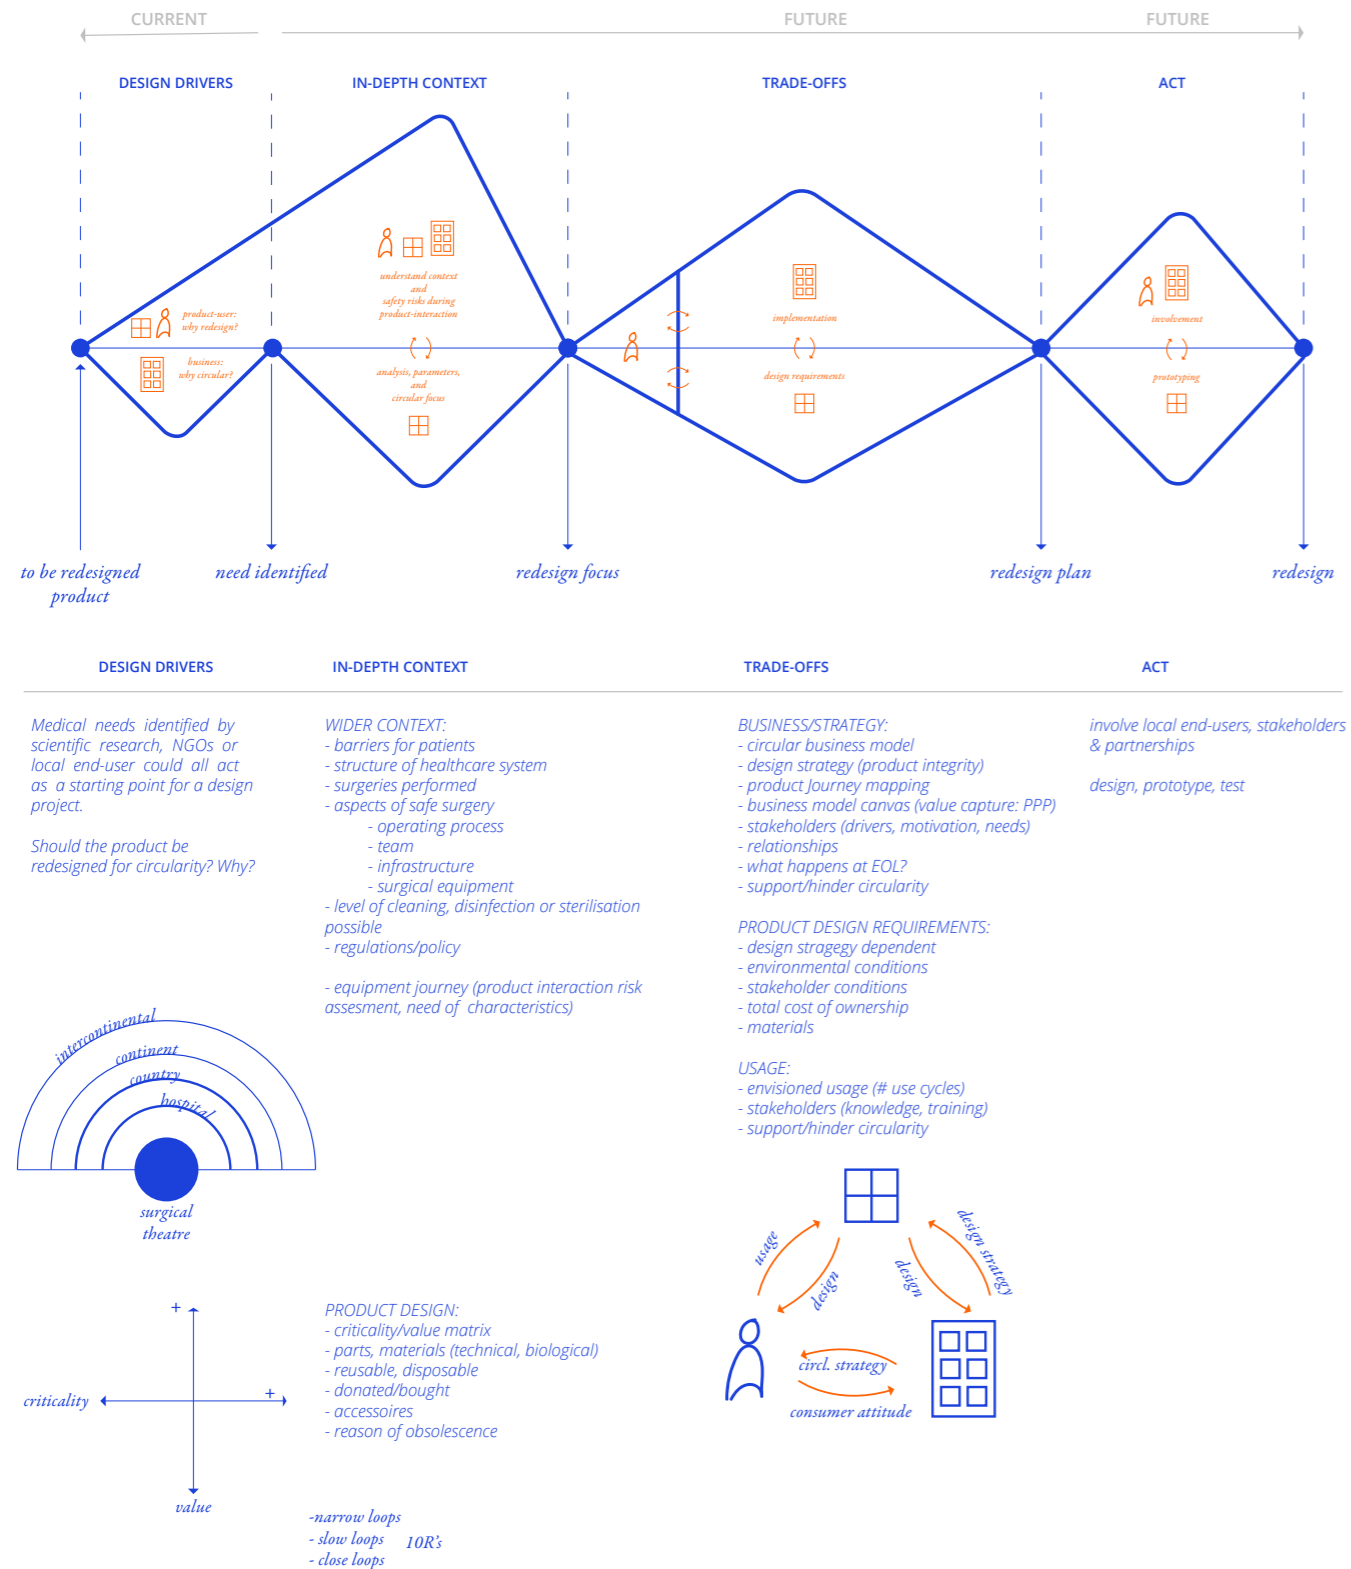 CURRENT
FUTURE
FUTURE
DESIGN DRIVERS
IN-DEPTH CONTEXT
TRADE-OFFS
ACT
product-user:
why redesign?
business:
why circular?
understand context
and
safety risks during
product-interaction
analysis, parameters,
and
circular focus
implementation
design requirements
involvement
prototyping
to be redesigned
product
need identified
redesign focus
redesign plan
redesign
DESIGN DRIVERS
IN-DEPTH CONTEXT
TRADE-OFFS
ACT
Medical needs identified by
scientific research, NGOs or
local end-user could all act
as a starting point for a design
project.
Should the product be
redesigned for circularity? Why?
intercontinental
continent
country
hospital
surgical
theatre
+
+
criticality
value
WIDER CONTEXT:
- barriers for patients
- structure of healthcare system
- surgeries performed
- aspects of safe surgery
- operating process
- team
- infrastructure
- surgical equipment
- level of cleaning, disinfection or sterilisation
possible
- regulations/policy
- equipment journey (product interaction risk
assesment, need of characteristics)
PRODUCT DESIGN:
- criticality/value matrix
- parts, materials (technical, biological)
- reusable, disposable
- donated/bought
- accessoires
- reason of obsolescence
-narrow loops
- slow loops 10R's
- close loops
BUSINESS/STRATEGY:
- circular business model
- design strategy (product integrity)
- product Journey mapping
- business model canvas (value capture: PPP)
- stakeholders (drivers, motivation, needs)
- relationships
- what happens at EOL?
- support/hinder circularity
PRODUCT DESIGN REQUIREMENTS:
- design stragegy dependent
- environmental conditions
- stakeholder conditions
- total cost of ownership
- materials
USAGE:
- envisioned usage (# use cycles)
- stakeholders (knowledge, training)
- support/hinder circularity
usage
design
design
design strategy
circl. strategy
consumer attitude
involve local end-users, stakeholders
& partnerships
design, prototype, test